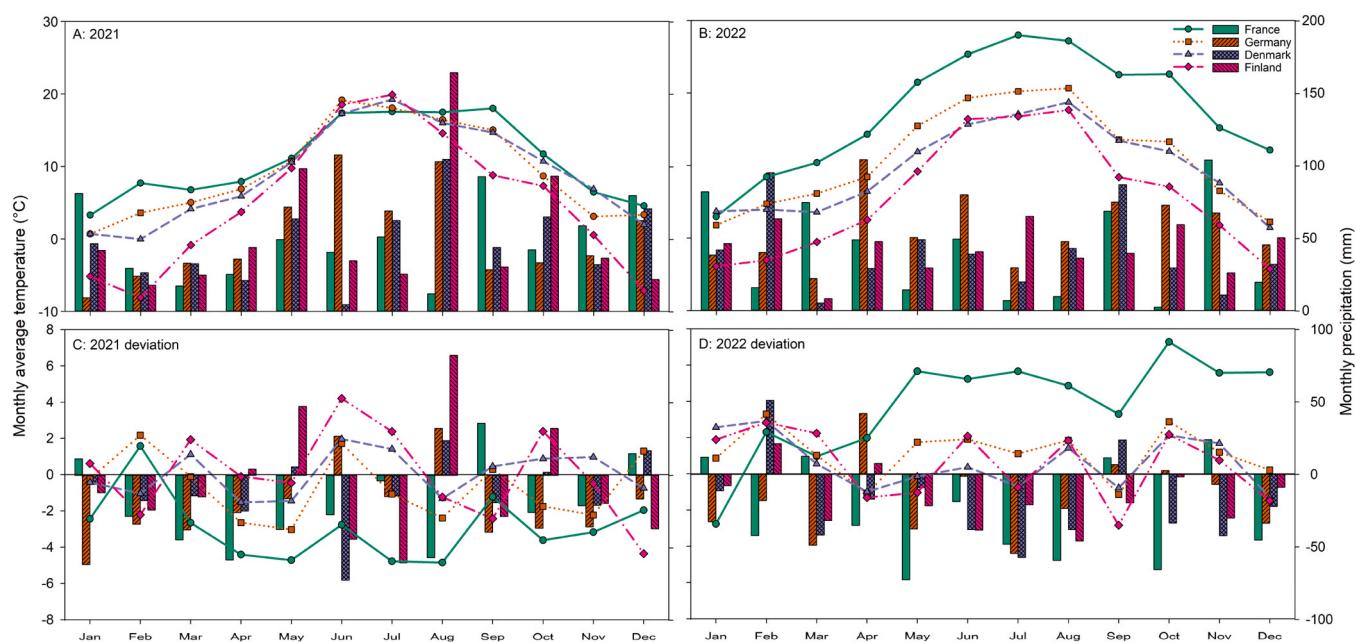 A: 2021
B: 2022
France
Germany
Denmark
Finland
30
20
10
0
-10
200
150
100
50
0
Monthly average temperature (°C)
Monthly precipitation (mm)
C: 2021 deviation
D: 2022 deviation
8
6
4
2
0
-2
-4
-6
-8
100
50
0
-50
-100
Jan Feb Mar Apr May Jun Jul Aug Sep Oct Nov Dec
Jan Feb Mar Apr May Jun Jul Aug Sep Oct Nov Dec